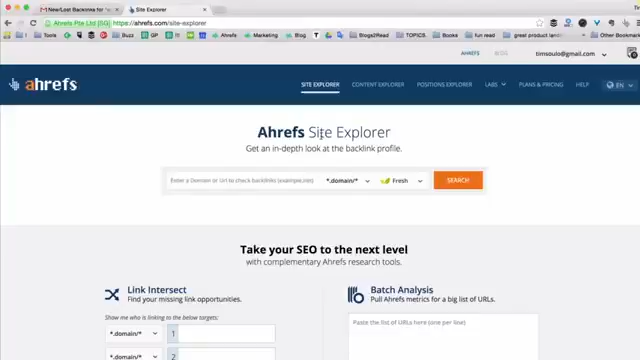 New/Lost Backlinks for
Site Explorer
Ti
Ahrefs Pte Ltd [SG] https://ahrefs.com/site-explorer
Apps Ahrefs Marketing Blog Tools Blogs2Read TOPICS. Books fun read great product land Other Bookmar
AHREFS BLOG timsoulo@gmail.com
ahrefs SITE EXPLORER CONTENT EXPLORER POSITIONS EXPLORER LABS PLANS & PRICING HELP EN
Ahrefs Site Explorer
Get an in-depth look at the backlink profile.
Enter a Domain or Url to check backlinks (example.com) *.domain/* Fresh SEARCH
Take your SEO to the next level
with complementary Ahrefs research tools.
Link Intersect
Find your missing link opportunities.
Show me who is linking to the below targets:
*.domain/* 1
*.domain/* 2
Batch Analysis
Pull Ahrefs metrics for a big list of URLs.
Paste the list of URLs here (one per line)